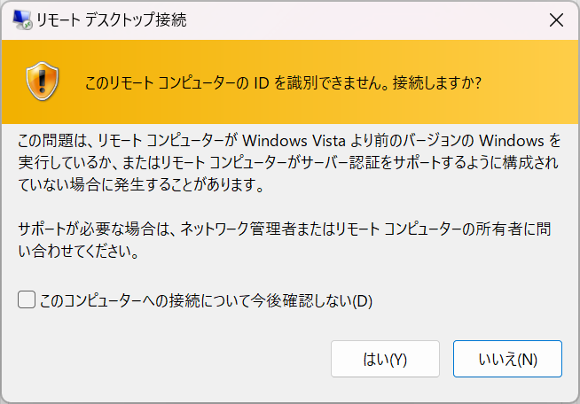 リモート デスクトップ接続
このリモート コンピューターの ID を識別できません。接続しますか?
この問題は、リモート コンピューターが Windows Vista より前のバージョンの Windows を
実行しているか、またはリモート コンピューターがサーバー認証をサポートするように構成され
ていない場合に発生することがあります。
サポートが必要な場合は、ネットワーク管理者またはリモート コンピューターの所有者に問
い合わせてください。
このコンピューターへの接続について今後確認しない(D)
はい(Y)
いいえ(N)